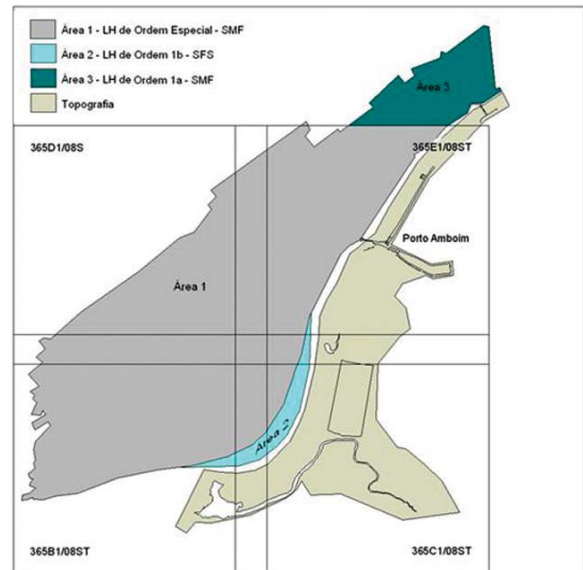 Área 1 - LH de Ordem Especial - SMF
Área 2 - LH de Ordem 1b - SFS
Área 3 - LH de Ordem 1a - SMF
Topografia
Área 3
365D1/08S
365E1/08ST
Porto Amboim
Área 1
Área 2
365B1/08ST
365C1/08ST